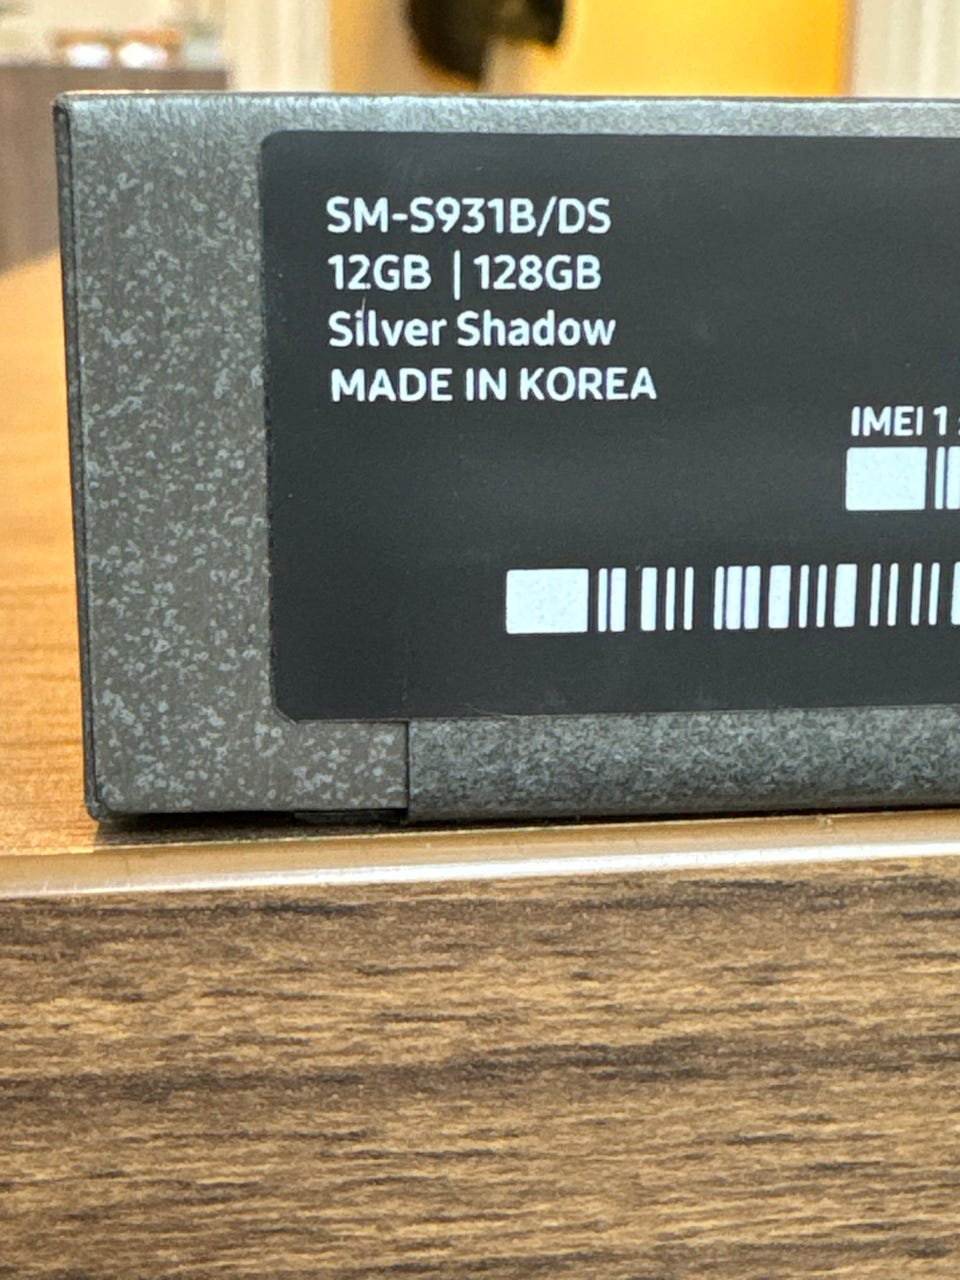 SM-S931B/DS
12GB | 128GB
Silver Shadow
MADE IN KOREA
IMEI 1 :